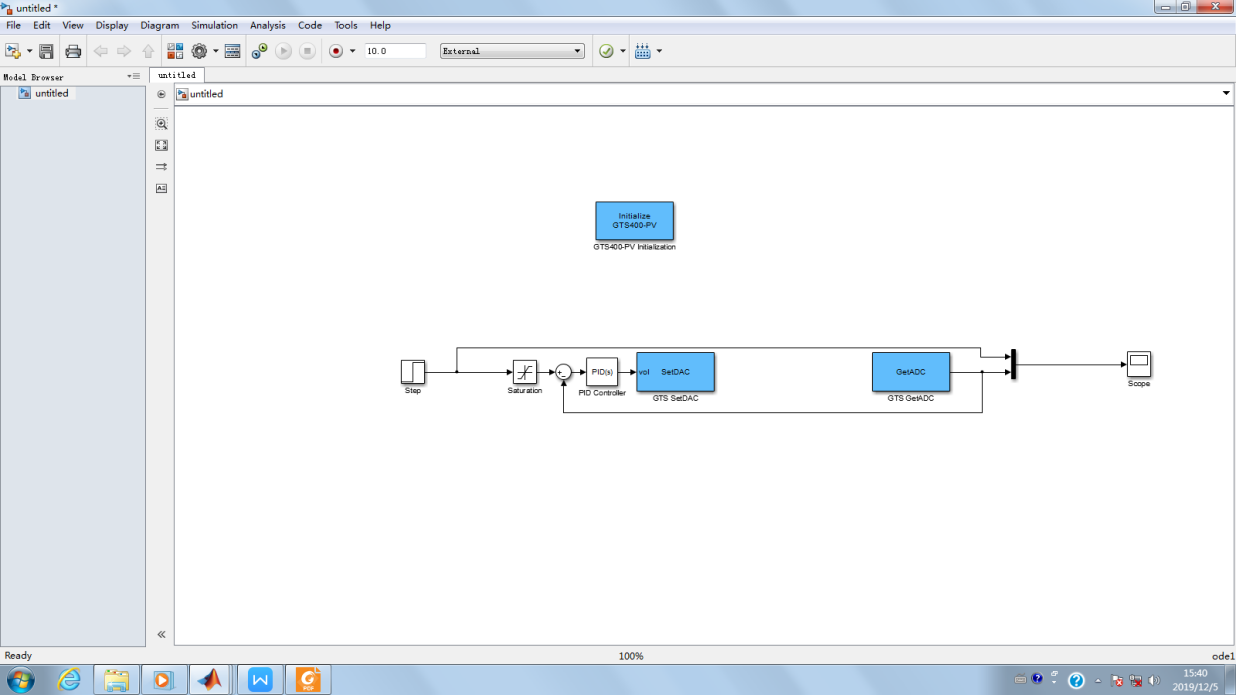 untitled *
File Edit View Display Diagram Simulation Analysis Code Tools Help
10.0 External
Model Browser
untitled
untitled
untitled
Initialize
GTS400-PV
GTS400-PV Initialization
Step
Saturation
+
-
PID(s)
PID Controller
vol SetDAC
GTS SetDAC
GetADC
GTS GetADC
Scope
Ready 100% ode1
15:40
2019/12/5